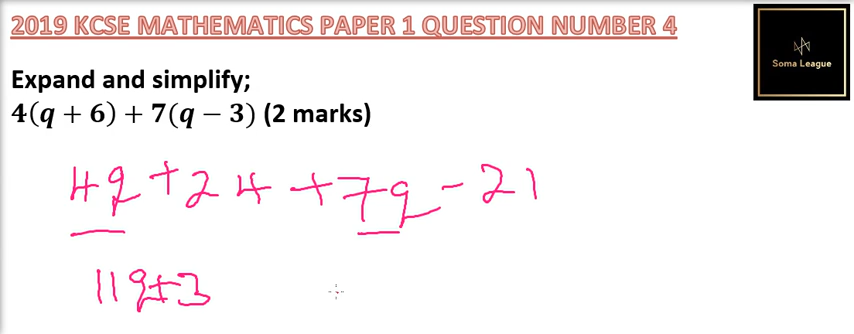 2019 KCSE MATHEMATICS PAPER 1 QUESTION NUMBER 4
Soma League
Expand and simplify;
4(q + 6) + 7(q − 3) (2 marks)
4q + 24 + 7q - 21
11q+3